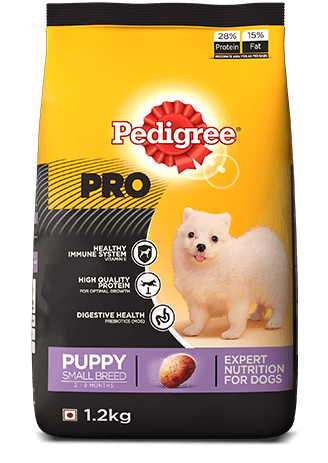 28% 15%
Protein Fat
Pedigree®
PRO
HEALTHY
IMMUNE SYSTEM
VITAMIN E
HIGH QUALITY
PROTEIN
FOR OPTIMAL GROWTH
DIGESTIVE HEALTH
PREBIOTICS (MOS)
PUPPY
SMALL BREED
2 - 9 MONTHS
EXPERT
NUTRITION
FOR DOGS
1.2kg